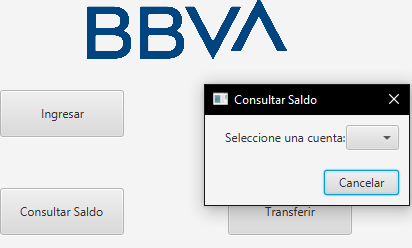 BBVA
Ingresar
Consultar Saldo
Seleccione una cuenta:
Cancelar
Consultar Saldo
Transferir